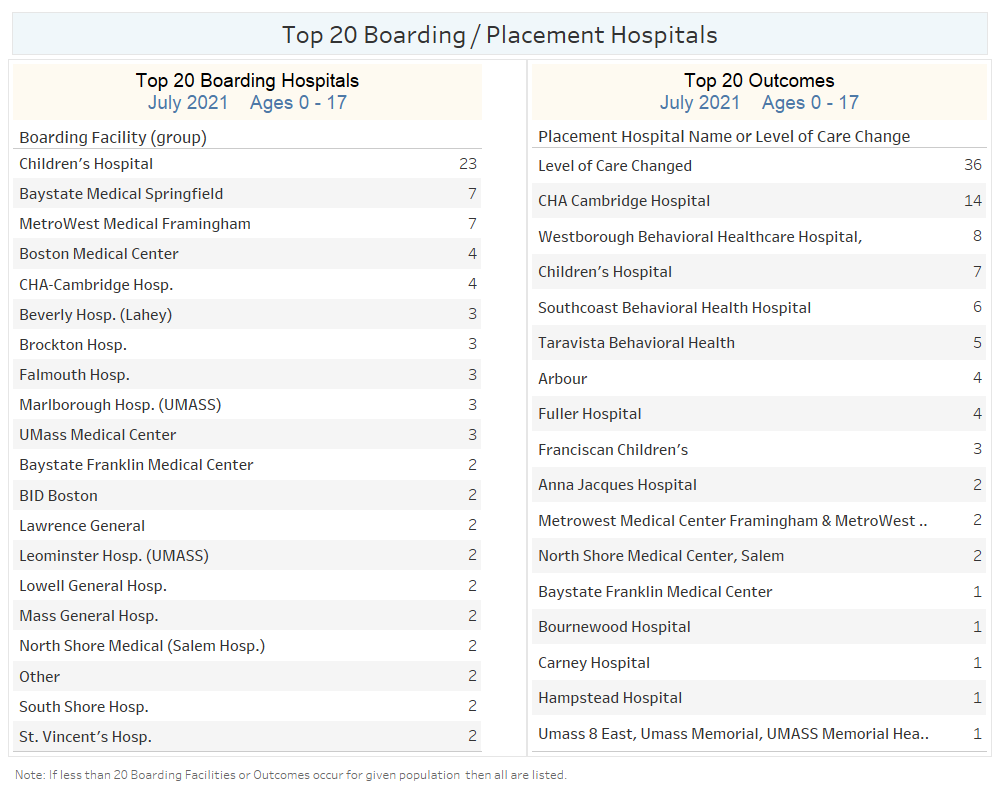 Top 20 Boarding / Placement Hospitals
Top 20 Boarding Hospitals
July 2021 Ages 0 - 17
Boarding Facility (group)
Children's Hospital 23
Baystate Medical Springfield 7
MetroWest Medical Framingham 7
Boston Medical Center 4
CHA-Cambridge Hosp. 4
Beverly Hosp. (Lahey) 3
Brockton Hosp. 3
Falmouth Hosp. 3
Marlborough Hosp. (UMASS) 3
UMass Medical Center 3
Baystate Franklin Medical Center 2
BID Boston 2
Lawrence General 2
Leominster Hosp. (UMASS) 2
Lowell General Hosp. 2
Mass General Hosp. 2
North Shore Medical (Salem Hosp.) 2
Other 2
South Shore Hosp. 2
St. Vincent's Hosp. 2
Top 20 Outcomes
July 2021 Ages 0 - 17
Placement Hospital Name or Level of Care Change
Level of Care Changed 36
CHA Cambridge Hospital 14
Westborough Behavioral Healthcare Hospital, 8
Children's Hospital 7
Southcoast Behavioral Health Hospital 6
Taravista Behavioral Health 5
Arbour 4
Fuller Hospital 4
Franciscan Children's 3
Anna Jacques Hospital 2
Metrowest Medical Center Framingham & MetroWest .. 2
North Shore Medical Center, Salem 2
Baystate Franklin Medical Center 1
Bournewood Hospital 1
Carney Hospital 1
Hampstead Hospital 1
Umass 8 East, Umass Memorial, UMASS Memorial Hea.. 1
Note: If less than 20 Boarding Facilities or Outcomes occur for given population then all are listed.